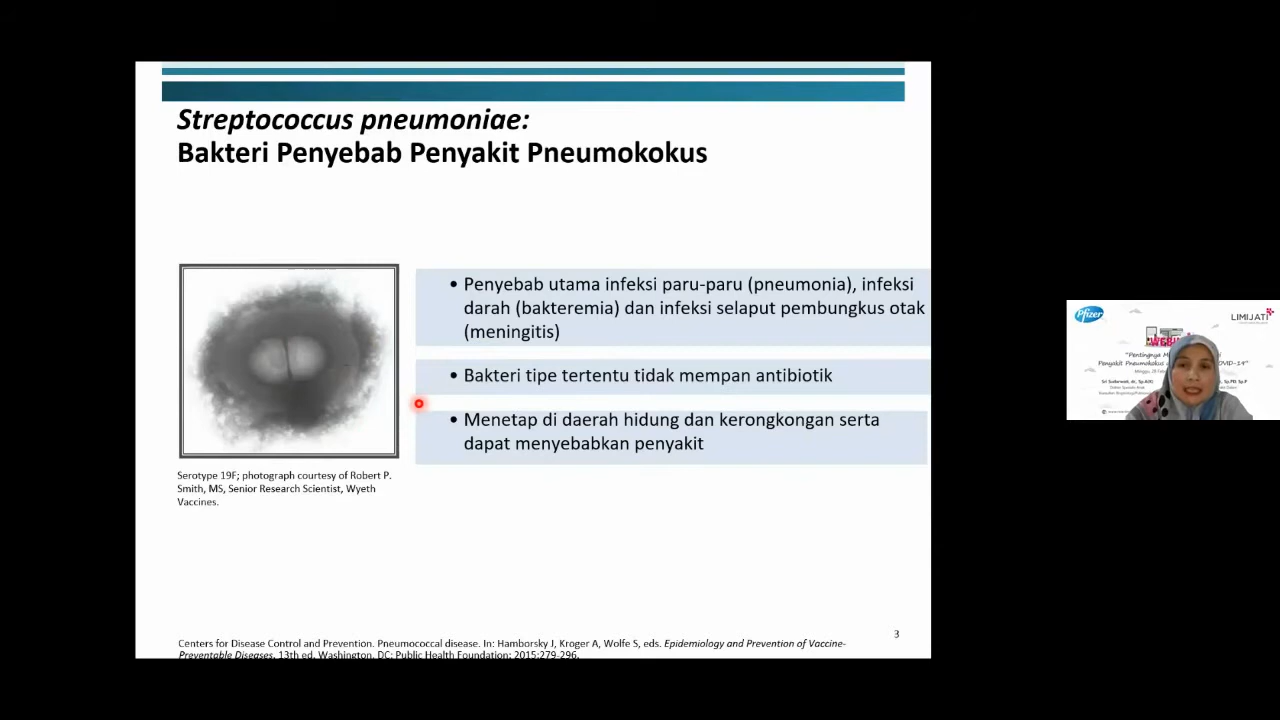 Streptococcus pneumoniae:
Bakteri Penyebab Penyakit Pneumokokus
• Penyebab utama infeksi paru-paru (pneumonia), infeksi
darah (bakteremia) dan infeksi selaput pembungkus otak
(meningitis)
• Bakteri tipe tertentu tidak mempan antibiotik
• Menetap di daerah hidung dan kerongkongan serta
dapat menyebabkan penyakit
Serotype 19F; photograph courtesy of Robert P.
Smith, MS, Senior Research Scientist, Wyeth
Vaccines.
3
Centers for Disease Control and Prevention. Pneumococcal disease. In: Hamborsky J, Kroger A, Wolfe S, eds. Epidemiology and Prevention of Vaccine-
Preventable Diseases. 13th ed. Washington, DC: Public Health Foundation; 2015:279-296.
Pfizer
LIMIJATI
"Pentingnya
Penyakit Pneumokokus